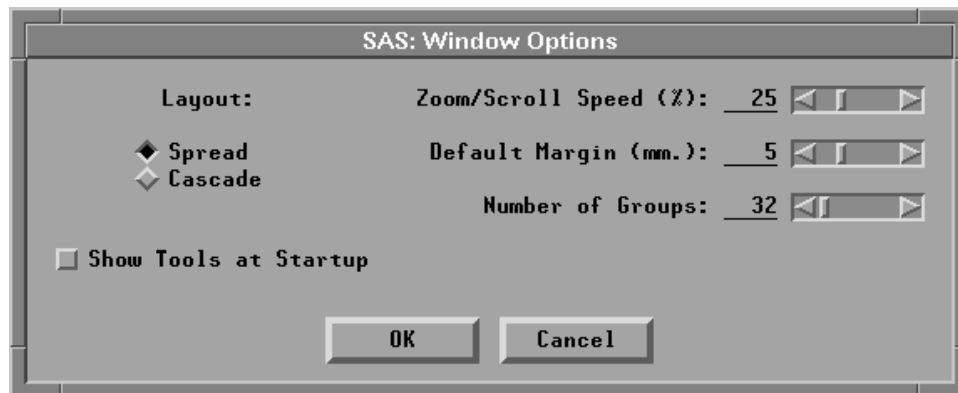 SAS: Window Options
Layout:
Spread
Cascade
Zoom/Scroll Speed (%): 25
Default Margin (mm.): 5
Number of Groups: 32
Show Tools at Startup
OK Cancel